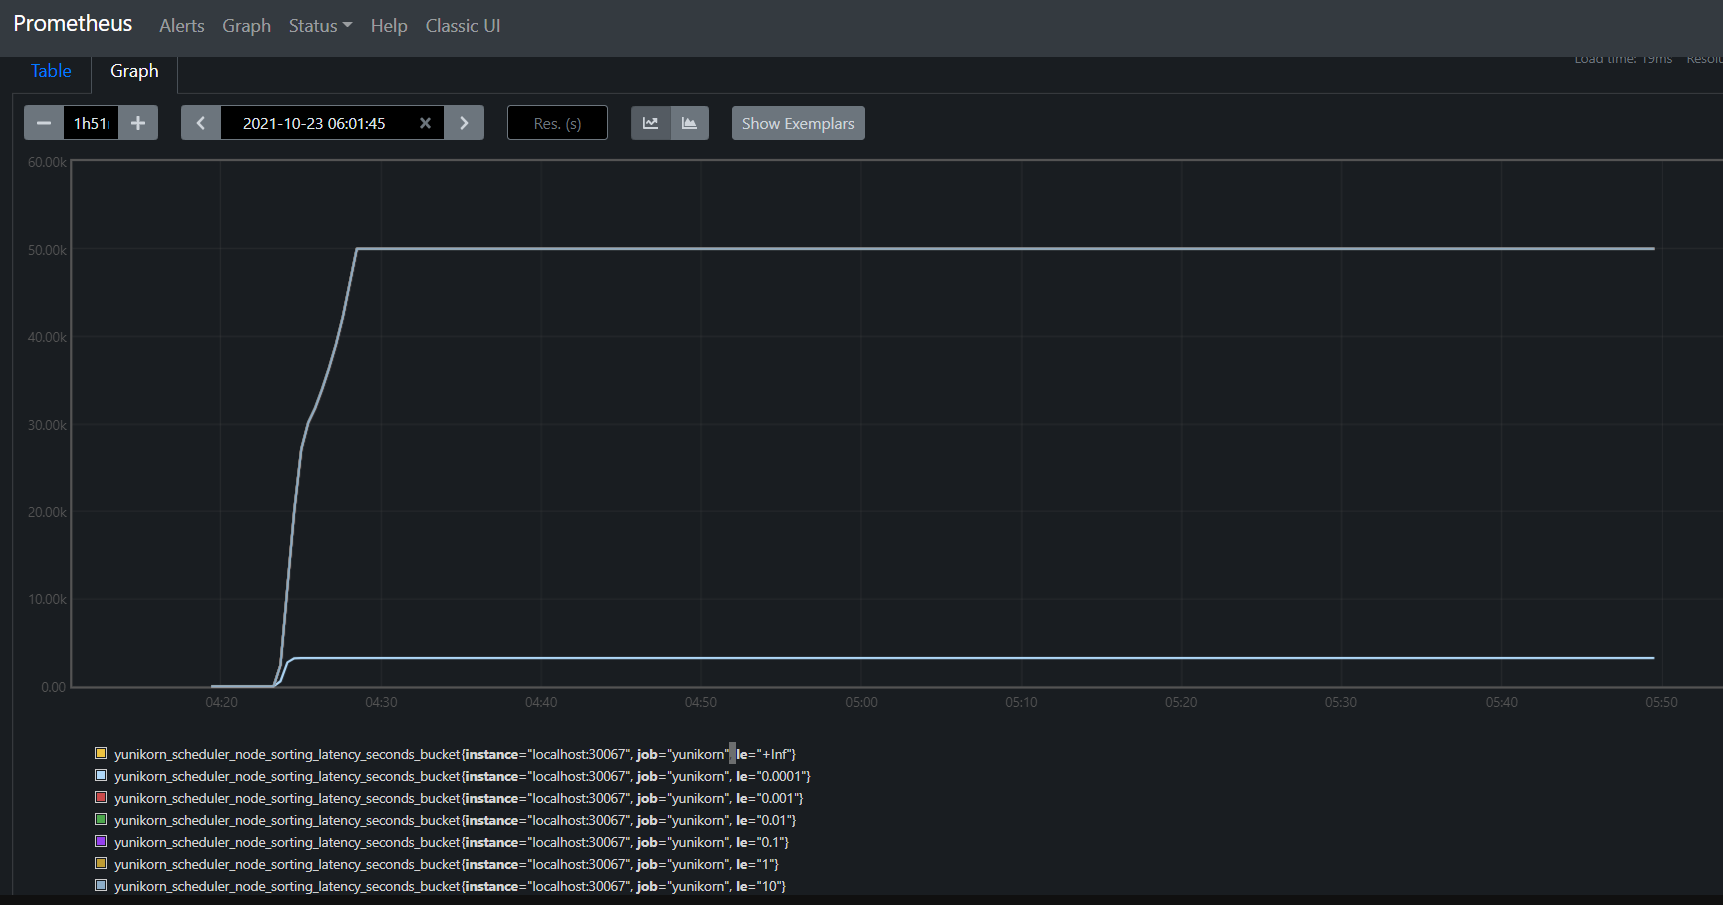 Prometheus Alerts Graph Status Help Classic UI
Table Graph Load time: 19ms
1h51 2021-10-23 06:01:45 Res. (s) Show Exemplars
60.00k
50.00k
40.00k
30.00k
20.00k
10.00k
0.00
04:20 04:30 04:40 04:50 05:00 05:10 05:20 05:30 05:40 05:50
yunikorn_scheduler_node_sorting_latency_seconds_bucket{instance="localhost:30067", job="yunikorn", le="+Inf"}
yunikorn_scheduler_node_sorting_latency_seconds_bucket{instance="localhost:30067", job="yunikorn", le="0.0001"}
yunikorn_scheduler_node_sorting_latency_seconds_bucket{instance="localhost:30067", job="yunikorn", le="0.001"}
yunikorn_scheduler_node_sorting_latency_seconds_bucket{instance="localhost:30067", job="yunikorn", le="0.01"}
yunikorn_scheduler_node_sorting_latency_seconds_bucket{instance="localhost:30067", job="yunikorn", le="0.1"}
yunikorn_scheduler_node_sorting_latency_seconds_bucket{instance="localhost:30067", job="yunikorn", le="1"}
yunikorn_scheduler_node_sorting_latency_seconds_bucket{instance="localhost:30067", job="yunikorn", le="10"}